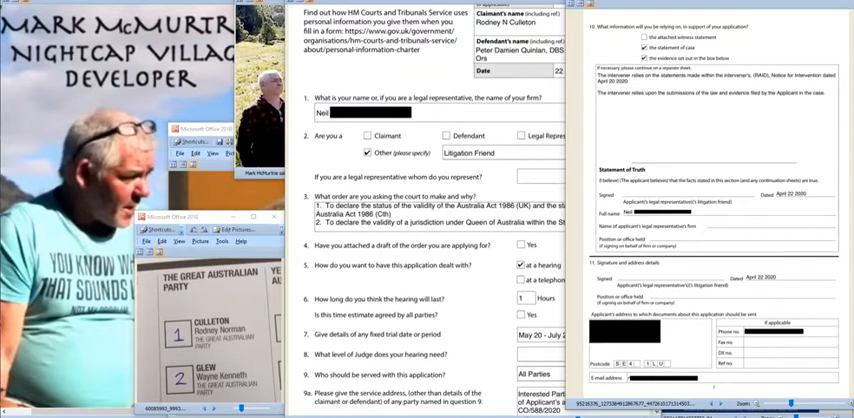 MARK McMURTR
NIGHTCAP VILLAG
DEVELOPER
YOU KNOW W
THAT SOUNDS
Microsoft Office 2010
Shortcuts...
File Edit View Pi
Mark McMurtrie sa
Microsoft Office 2010
Shortcuts...
Edit Pictures...
File Edit View Picture Tools Help
THE GREAT AUSTRALIAN
PARTY
YE
AU
1
CULLETON
Rodney Norman
THE GREAT AUSTRALIAN
PARTY
2
GLEW
Wayne Kenneth
THE GREAT AUSTRALIAN
PARTY
Find out how HM Courts and Tribunals Service uses
personal information you give them when you
fill in a form: https://www.gov.uk/government/
organisations/hm-courts-and-tribunals-service/
about/personal-information-charter
Claimant's name (including ref.)
Rodney N Culleton
Defendant's name (including ref.)
Peter Damien Quinlan, DBS
Ors
Date 22
1. What is your name or, if you are a legal representative, the name of your firm?
Neil
2. Are you a Claimant Defendant Legal Repres
Other (please specify) Litigation Friend
If you are a legal representative whom do you represent?
3. What order are you asking the court to make and why?
1. To declare the status of the validity of the Australia Act 1986 (UK) and the sta
Australia Act 1986 (Cth)
2. To declare the validity of a jurisdiction under Queen of Australia within the St
4. Have you attached a draft of the order you are applying for? Yes
5. How do you want to have this application dealt with? at a hearing
at a telephon
6. How long do you think the hearing will last? 1 Hours
Is this time estimate agreed by all parties? Yes
7. Give details of any fixed trial date or period May 20 - July 2
8. What level of Judge does your hearing need?
9. Who should be served with this application? All Parties
9a. Please give the service address, (other than details of the
claimant or defendant) of any party named in question 9.
Interested Part
of Applicant's a
CO/588/2020
10. What information will you be relying on, in support of your application?
the attached witness statement
the statement of case
the evidence set out in the box below
If necessary, please continue on a separate sheet.
The intervener relies on the statements made within the intervener's, (RAID), Notice for Intervention dated
April 20 2020.
The intervener relies upon the submissions of the law and evidence filed by the Applicant in the case.
Statement of Truth
(I believe) (The applicant believes) that the facts stated in this section (and any continuation sheets) are true.
Signed Dated April 22 2020
Applicant('s legal representative)('s litigation friend)
Full name Neil
Name of applicant's legal representative's firm
Position or office held
(if signing on behalf of firm or company)
11. Signature and address details
Signed Dated April 22 2020
Applicant('s legal representative)('s litigation friend)
Position or office held
(if signing on behalf of firm or company)
Applicant's address to which documents about this application should be sent
If applicable
Phone no.
Fax no.
DX no.
Ref no.
Postcode S E 4 1 L U
E-mail address
Zoom: